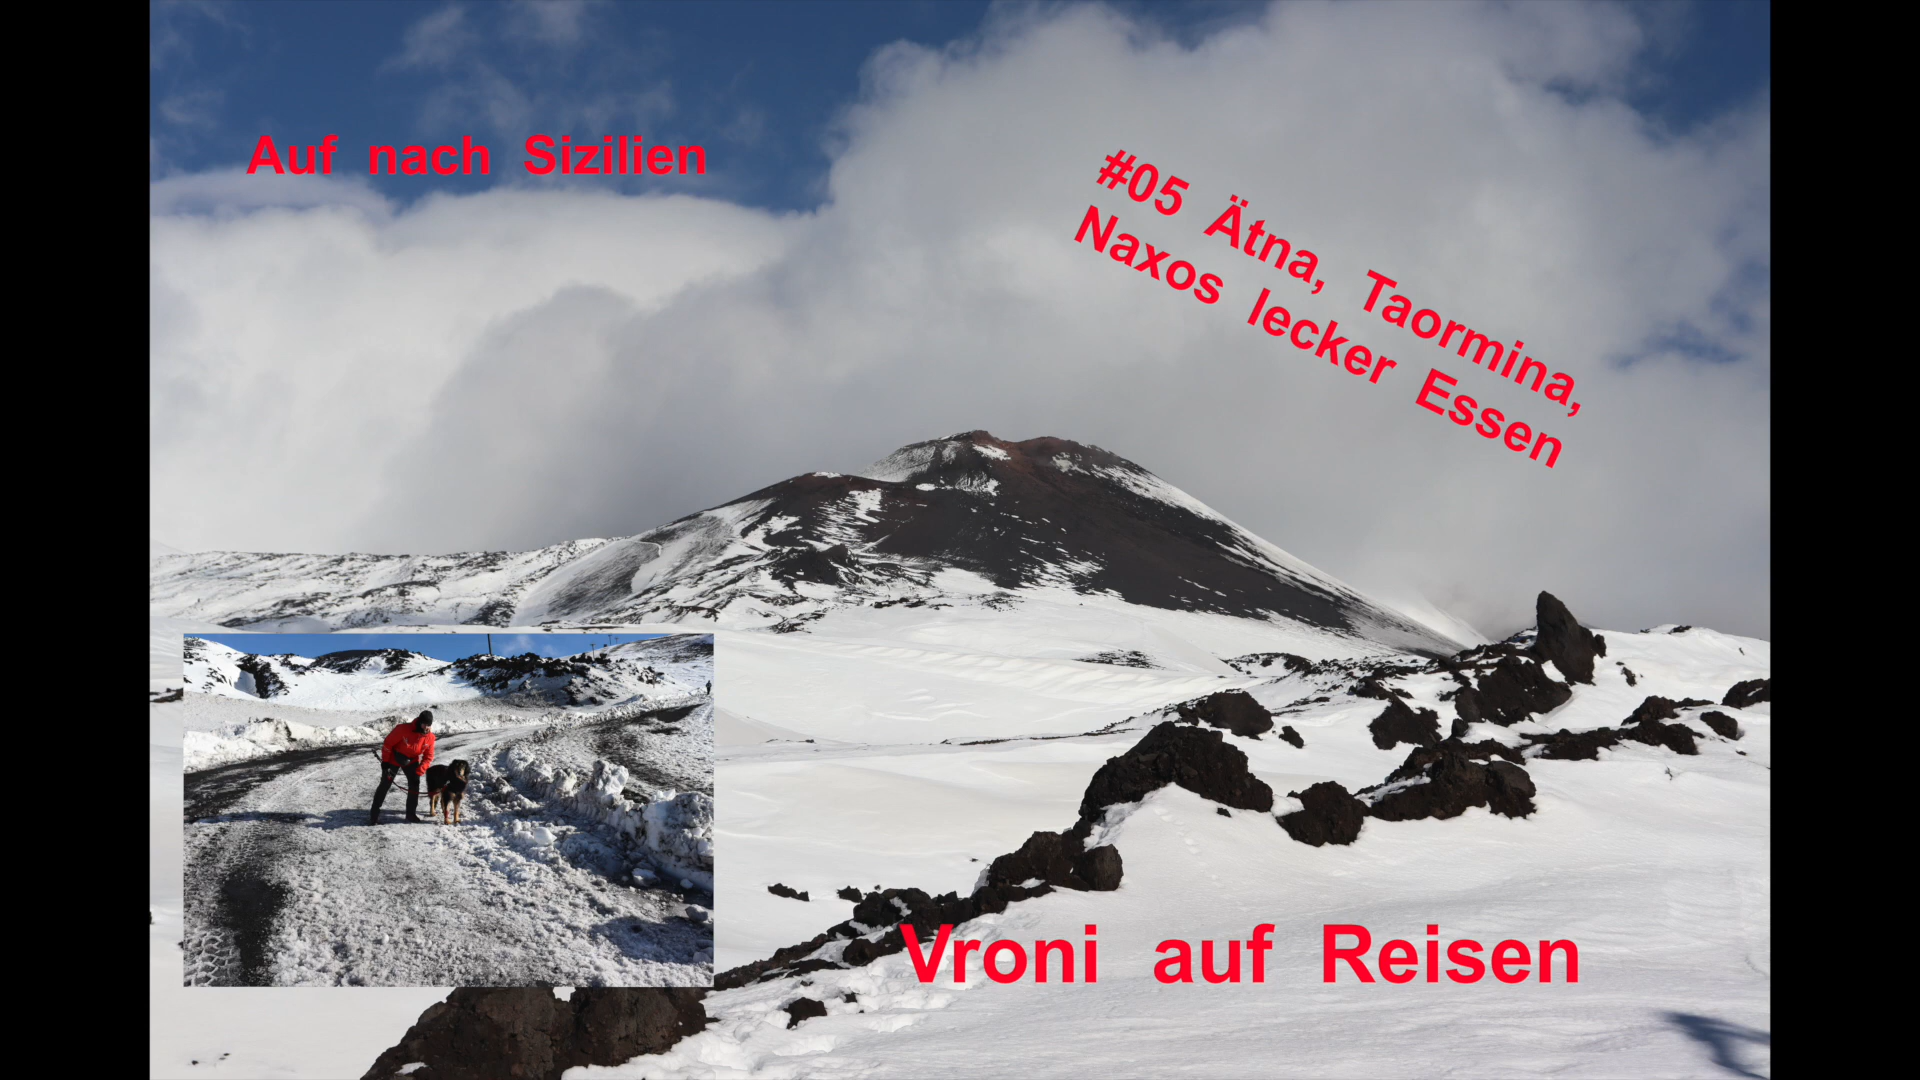 Auf nach Sizilien
#05 Ätna, Taormina,
Naxos lecker Essen
Vroni auf Reisen